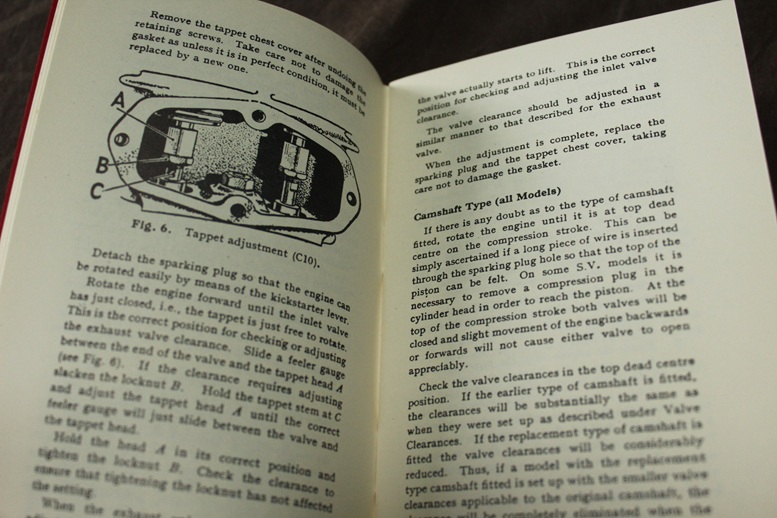 Remove the tappet chest cover after undoing the
retaining screws. Take care not to damage the
gasket as unless it is in perfect condition, it must be
replaced by a new one.
A
B
C
Fig. 6. Tappet adjustment (C10).
Detach the sparking plug so that the engine can
be rotated easily by means of the kickstarter lever.
Rotate the engine forward until the inlet valve
has just closed, i.e., the tappet is just free to rotate.
This is the correct position for checking or adjusting
the exhaust valve clearance. Slide a feeler gauge
between the end of the valve and the tappet head A
(see Fig. 6). If the clearance requires adjusting
slacken the locknut B. Hold the tappet stem at C
and adjust the tappet head A until the correct
feeler gauge will just slide between the valve and
the tappet head.
Hold the head A in its correct position and
tighten the locknut B. Check the clearance to
ensure that tightening the locknut has not affected
the setting.
When the exhaust
the valve actually starts to lift. This is the correct
position for checking and adjusting the inlet valve
clearance.
The valve clearance should be adjusted in a
similar manner to that described for the exhaust
valve.
When the adjustment is complete, replace the
sparking plug and the tappet chest cover, taking
care not to damage the gasket.
Camshaft Type (all Models)
If there is any doubt as to the type of camshaft
fitted, rotate the engine until it is at top dead
centre on the compression stroke. This can be
simply ascertained if a long piece of wire is inserted
through the sparking plug hole so that the top of the
piston can be felt. On some S.V. models it is
necessary to remove a compression plug in the
cylinder head in order to reach the piston. At the
top of the compression stroke both valves will be
closed and slight movement of the engine backwards
or forwards will not cause either valve to open
appreciably.
Check the valve clearances in the top dead centre
position. If the earlier type of camshaft is fitted,
the clearances will be substantially the same as
when they were set up as described under Valve
Clearances. If the replacement type of camshaft is
fitted the valve clearances will be considerably
reduced. Thus, if a model with the replacement
type camshaft fitted is set up with the smaller valve
clearances applicable to the original camshaft, the
will be completely eliminated when the